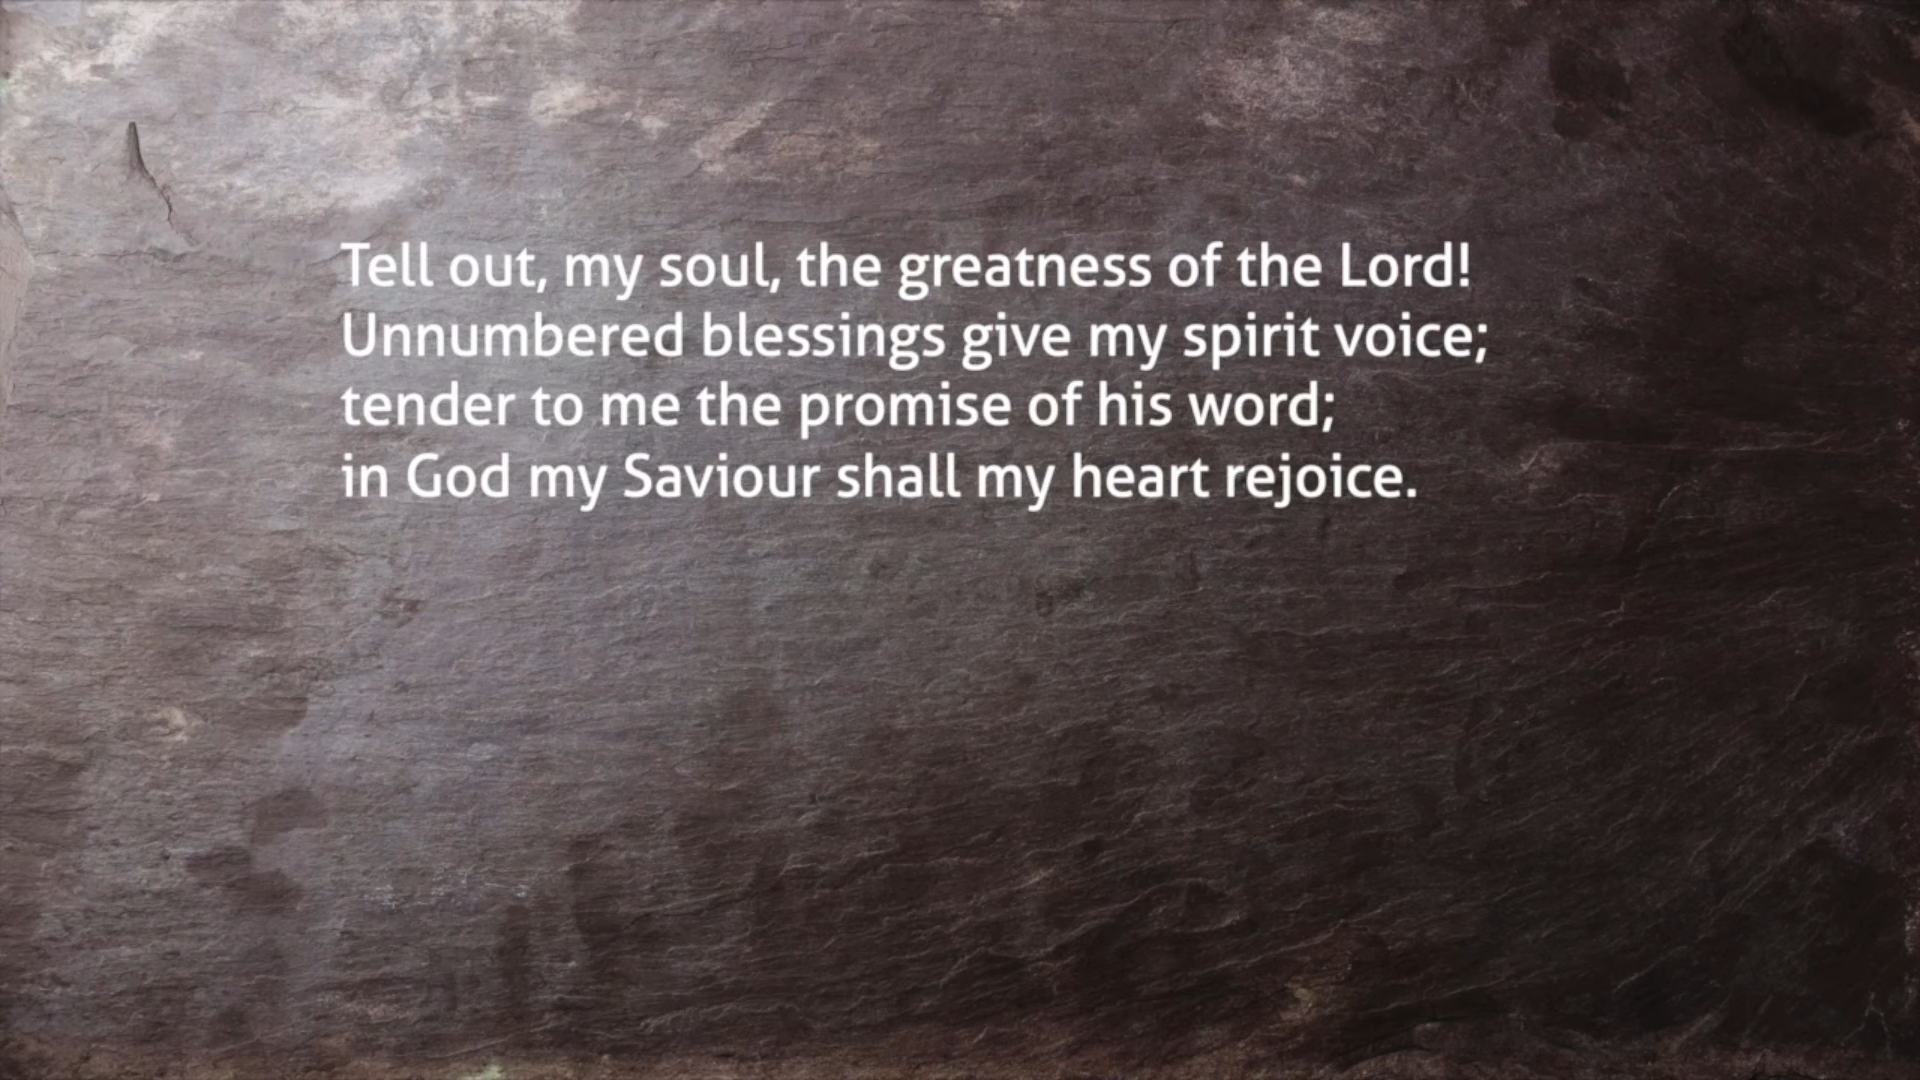 Tell out, my soul, the greatness of the Lord!
Unnumbered blessings give my spirit voice;
tender to me the promise of his word;
in God my Saviour shall my heart rejoice.